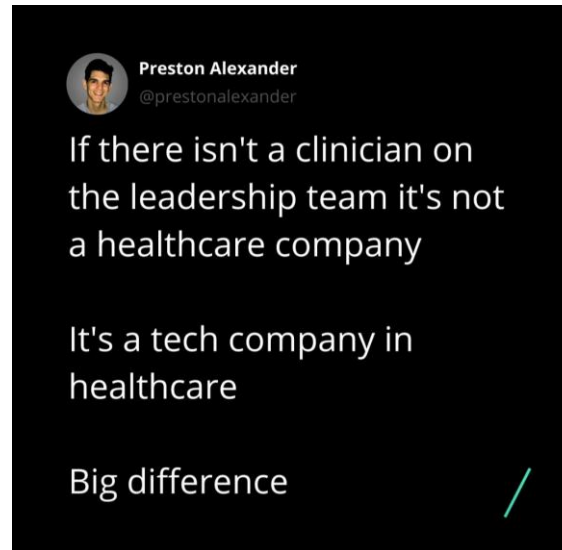 Preston Alexander
@prestonalexander
If there isn't a clinician on
the leadership team it's not
a healthcare company
It's a tech company in
healthcare
Big difference